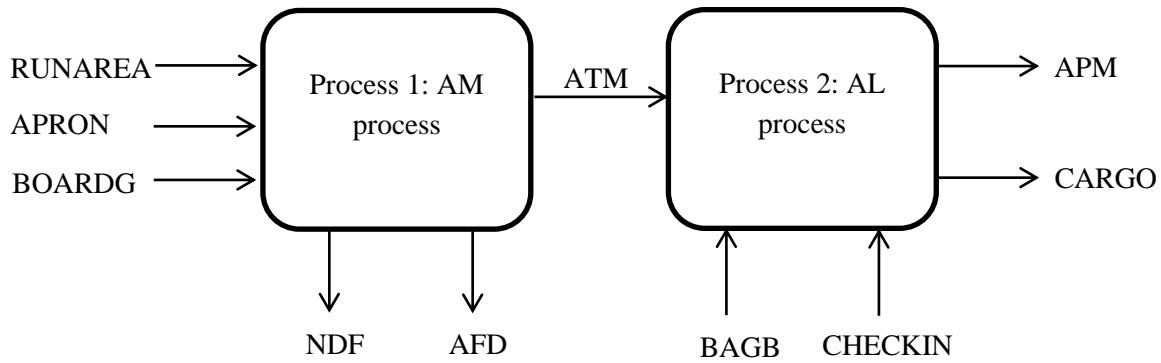 RUNAREA
APRON
BOARDG
Process 1: AM
process
ATM
Process 2: AL
process
APM
CARGO
NDF
AFD
BAGB
CHECKIN